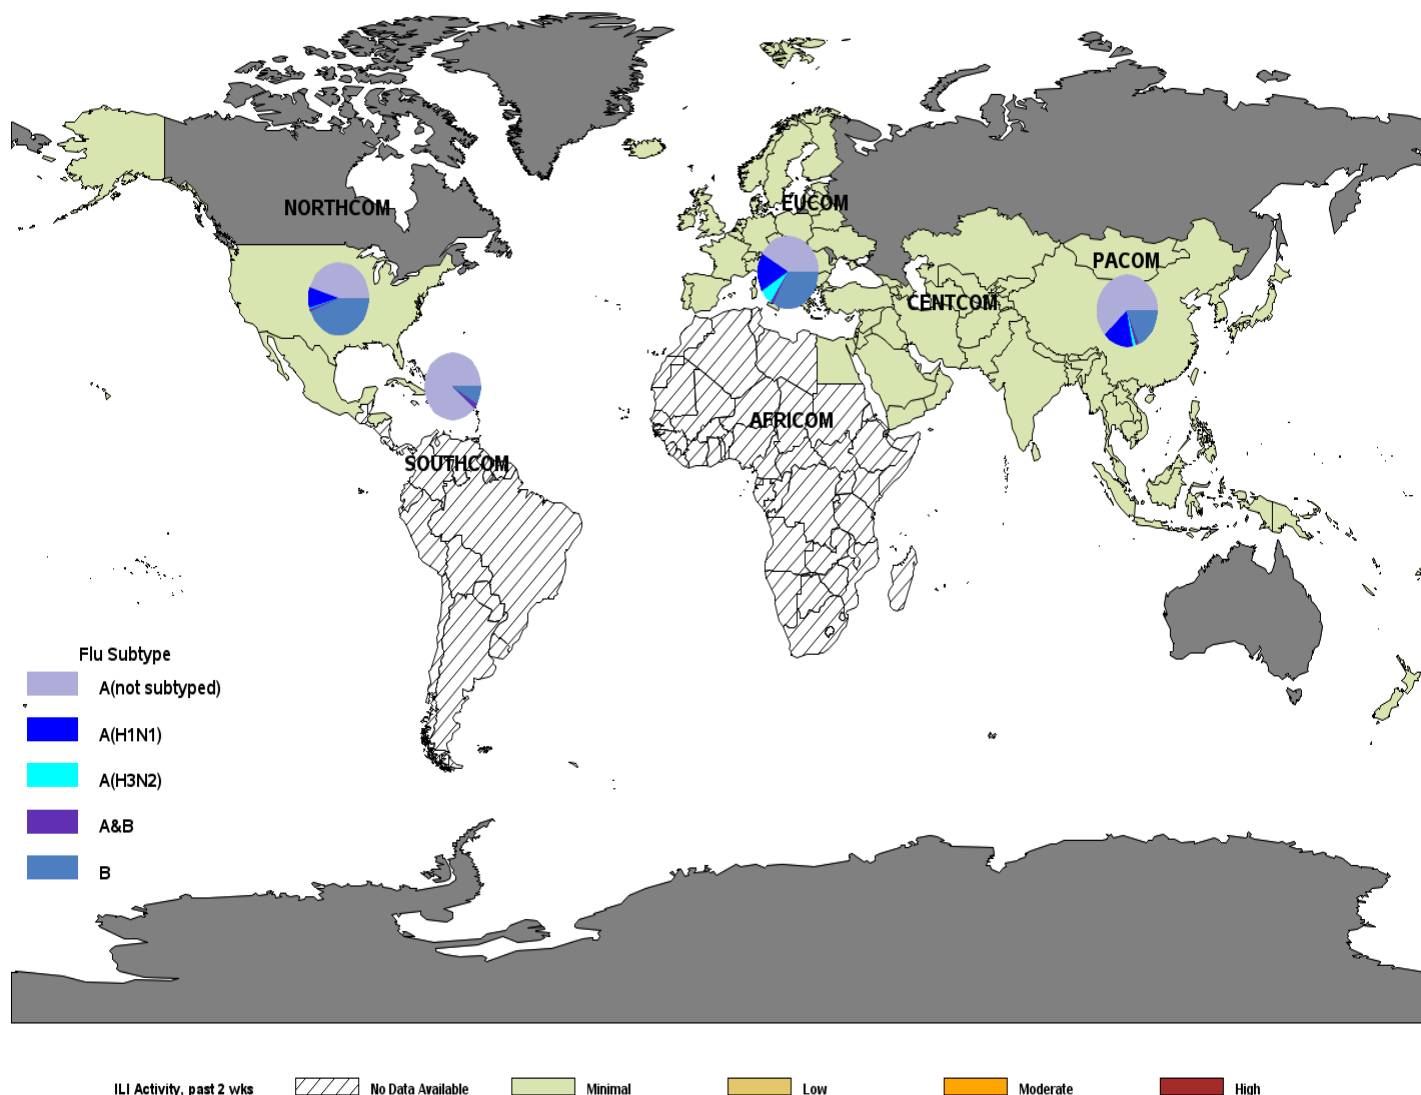 NORTHCOM
EUCOM
PACOM
CENTCOM
AFRICOM
SOUTHCOM
Flu Subtype
A(not subtyped)
A(H1N1)
A(H3N2)
A&B
B
ILI Activity, past 2 wks No Data Available Minimal Low Moderate High